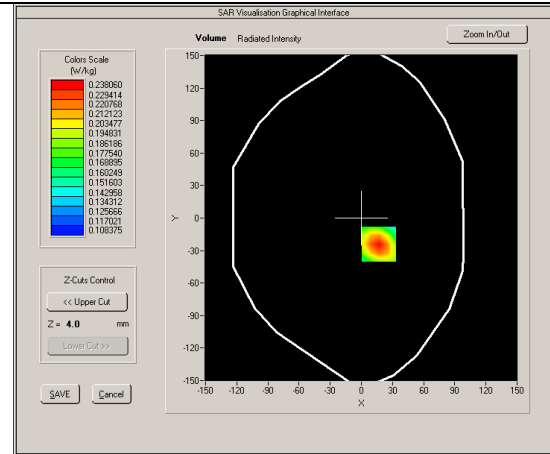 SAR Visualisation Graphical Interface
Volume Radiated Intensity
Zoom In/Out
Colors Scale
(W/kg)
0.238060
0.229414
0.220768
0.212123
0.203477
0.194831
0.186186
0.177540
0.168895
0.160249
0.151603
0.142958
0.134312
0.125666
0.117021
0.108375
Z-Cuts Control
<< Upper Cut
Z = 4.0 mm
Lower Cut >>
SAVE Cancel
150
120
90
60
30
0
-30
-60
-90
-120
-150
Y
-150 -120 -90 -60 -30 0 30 60 90 120 150
X